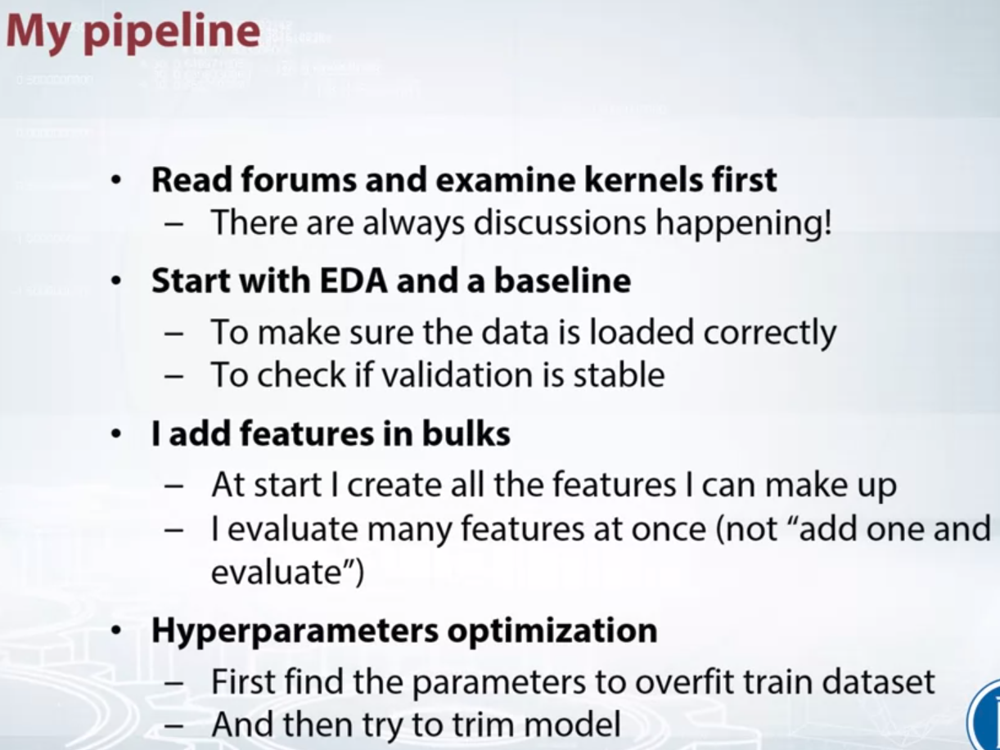 My pipeline
• Read forums and examine kernels first
– There are always discussions happening!
• Start with EDA and a baseline
– To make sure the data is loaded correctly
– To check if validation is stable
• I add features in bulks
– At start I create all the features I can make up
– I evaluate many features at once (not “add one and
evaluate”)
• Hyperparameters optimization
– First find the parameters to overfit train dataset
– And then try to trim model